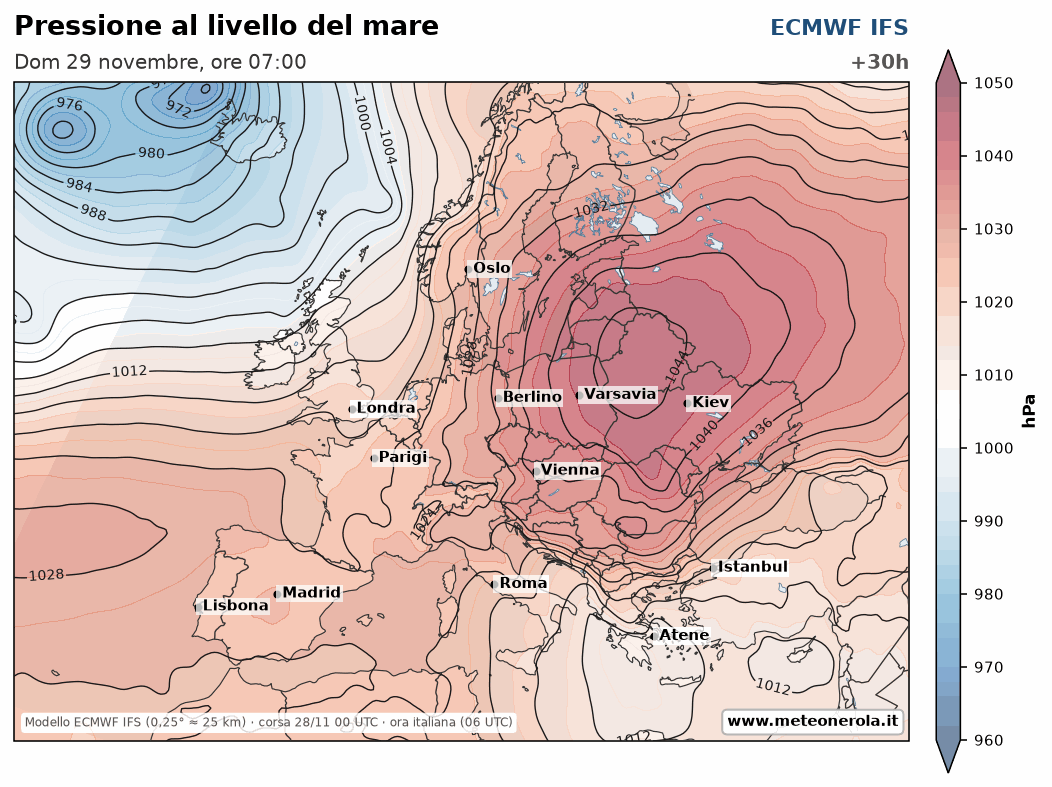 Pressione al livello del mare
ECMWF IFS
Dom 29 novembre, ore 07:00
+30h
976
972
980
984
988
1000
1004
1012
1032
1028
1044
1040
1036
1024
1028
1012
1012
Oslo
Berlino
Varsavia
Kiev
Londra
Parigi
Vienna
Istanbul
Roma
Madrid
Lisbona
Atene
1050
1040
1030
1020
1010
1000
990
980
970
960
hPa
Modello ECMWF IFS (0,25° ≈ 25 km) · corsa 28/11 00 UTC · ora italiana (06 UTC)
www.meteonerola.it